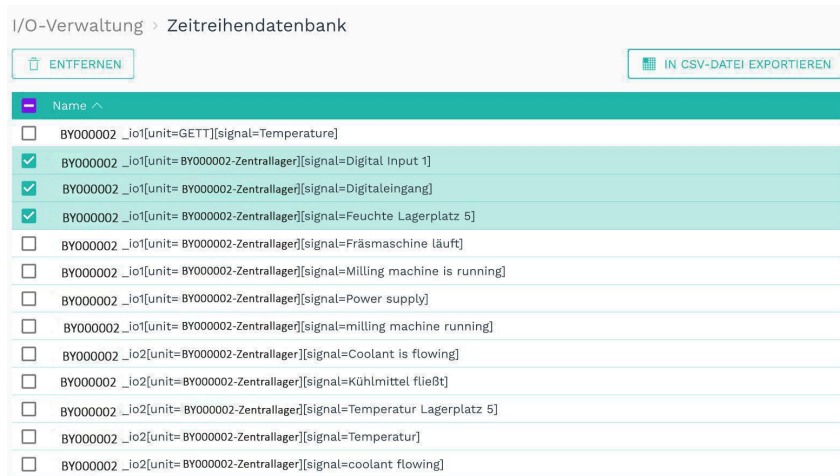 I/O-Verwaltung > Zeitreihendatenbank
ENTFERNEN
IN CSV-DATEI EXPORTIEREN
Name
BY000002 _io1[unit=GETT][signal=Temperature]
BY000002 _io1[unit= BY000002-Zentrallager][signal=Digital Input 1]
BY000002 _io1[unit= BY000002-Zentrallager][signal=Digitaleingang]
BY000002 _io1[unit= BY000002-Zentrallager][signal=Feuchte Lagerplatz 5]
BY000002 _io1[unit= BY000002-Zentrallager][signal=Fräsmaschine läuft]
BY000002 _io1[unit= BY000002-Zentrallager][signal=Milling machine is running]
BY000002 _io1[unit= BY000002-Zentrallager][signal=Power supply]
BY000002 _io1[unit= BY000002-Zentrallager][signal=milling machine running]
BY000002 _io2[unit= BY000002-Zentrallager][signal=Coolant is flowing]
BY000002 _io2[unit=BY000002-Zentrallager][signal=Kühlmittel fließt]
BY000002 _io2[unit= BY000002-Zentrallager][signal=Temperatur Lagerplatz 5]
BY000002 _io2[unit= BY000002-Zentrallager][signal=Temperatur]
BY000002 _io2[unit= BY000002-Zentrallager][signal=coolant flowing]